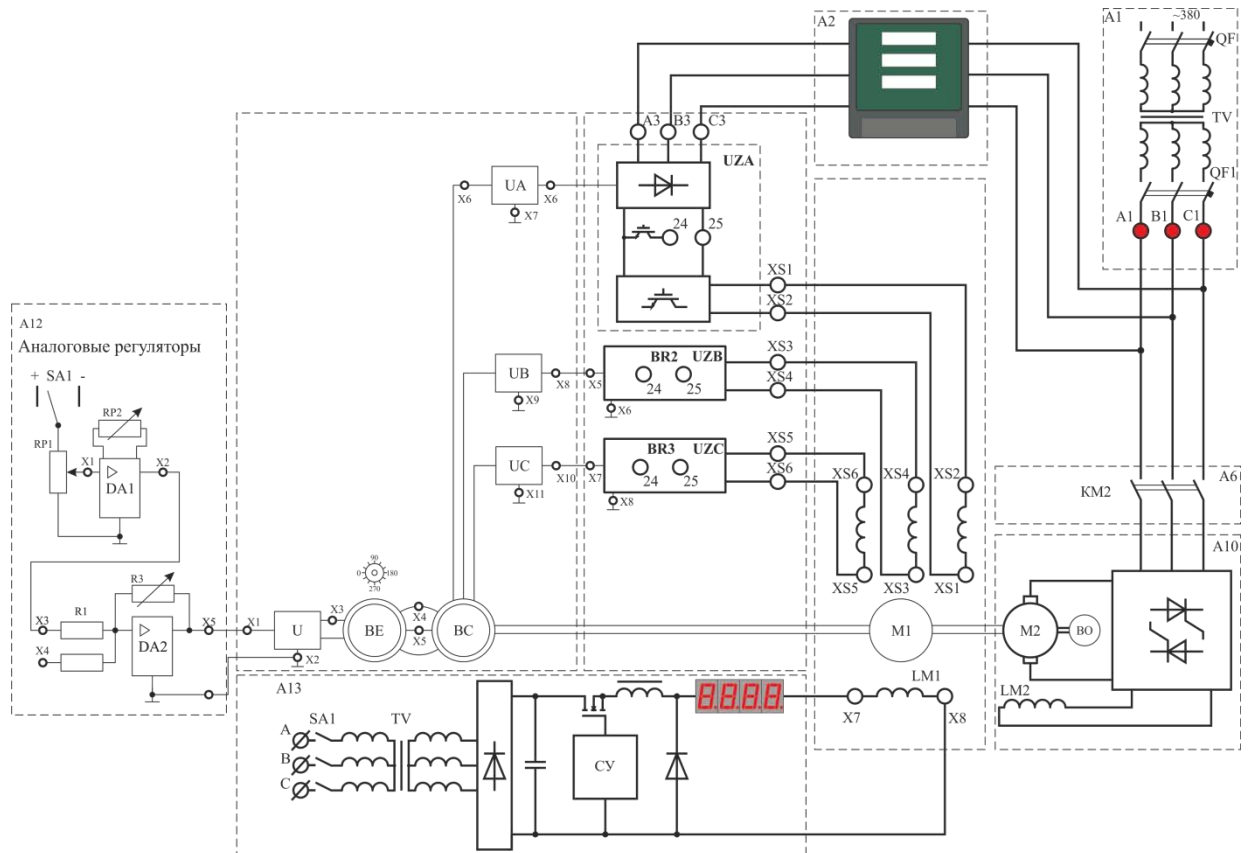 A1
~380
QF
TV
QF1
A1 B1 C1
A2
A3 B3 C3
UZA
X6 UA X6
X7
24 25
XS1
XS2
BR2 UZB
24 25
XS3
XS4
UB X8 X5
X9 X6
BR3 UZC
24 25
XS5
XS6
UC X10 X7
X11 X8
XS6 XS4 XS2
XS5 XS3 XS1
A12
Аналоговые регуляторы
+ SA1 -
RP2
RP1
X1 X2
DA1
R3
X3 R1
X5
X4
DA2
X1 U X3
X2
90
0 180
270
BE
X4
X5
BC
M1
A6
KM2
A10
M2 BO
LM2
A13
A SA1 TV
B
C
СУ
8.8.8.8.
X7 LM1 X8